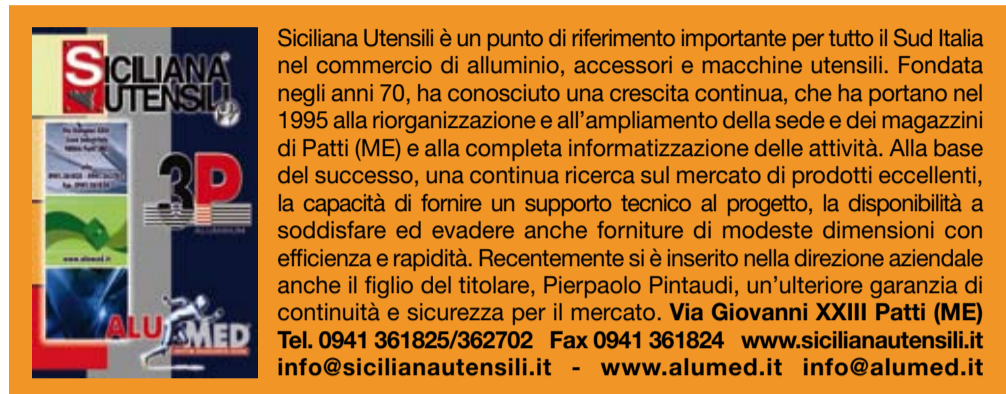 SICILIANA
UTENSILI
3P
ALUMINIUM
www.alumed.it
ALUMED
Siciliana Utensili è un punto di riferimento importante per tutto il Sud Italia
nel commercio di alluminio, accessori e macchine utensili. Fondata
negli anni 70, ha conosciuto una crescita continua, che ha portano nel
1995 alla riorganizzazione e all'ampliamento della sede e dei magazzini
di Patti (ME) e alla completa informatizzazione delle attività. Alla base
del successo, una continua ricerca sul mercato di prodotti eccellenti,
la capacità di fornire un supporto tecnico al progetto, la disponibilità a
soddisfare ed evadere anche forniture di modeste dimensioni con
efficienza e rapidità. Recentemente si è inserito nella direzione aziendale
anche il figlio del titolare, Pierpaolo Pintaudi, un'ulteriore garanzia di
continuità e sicurezza per il mercato. Via Giovanni XXIII Patti (ME)
Tel. 0941 361825/362702 Fax 0941 361824 www.sicilianautensili.it
info@sicilianautensili.it - www.alumed.it info@alumed.it